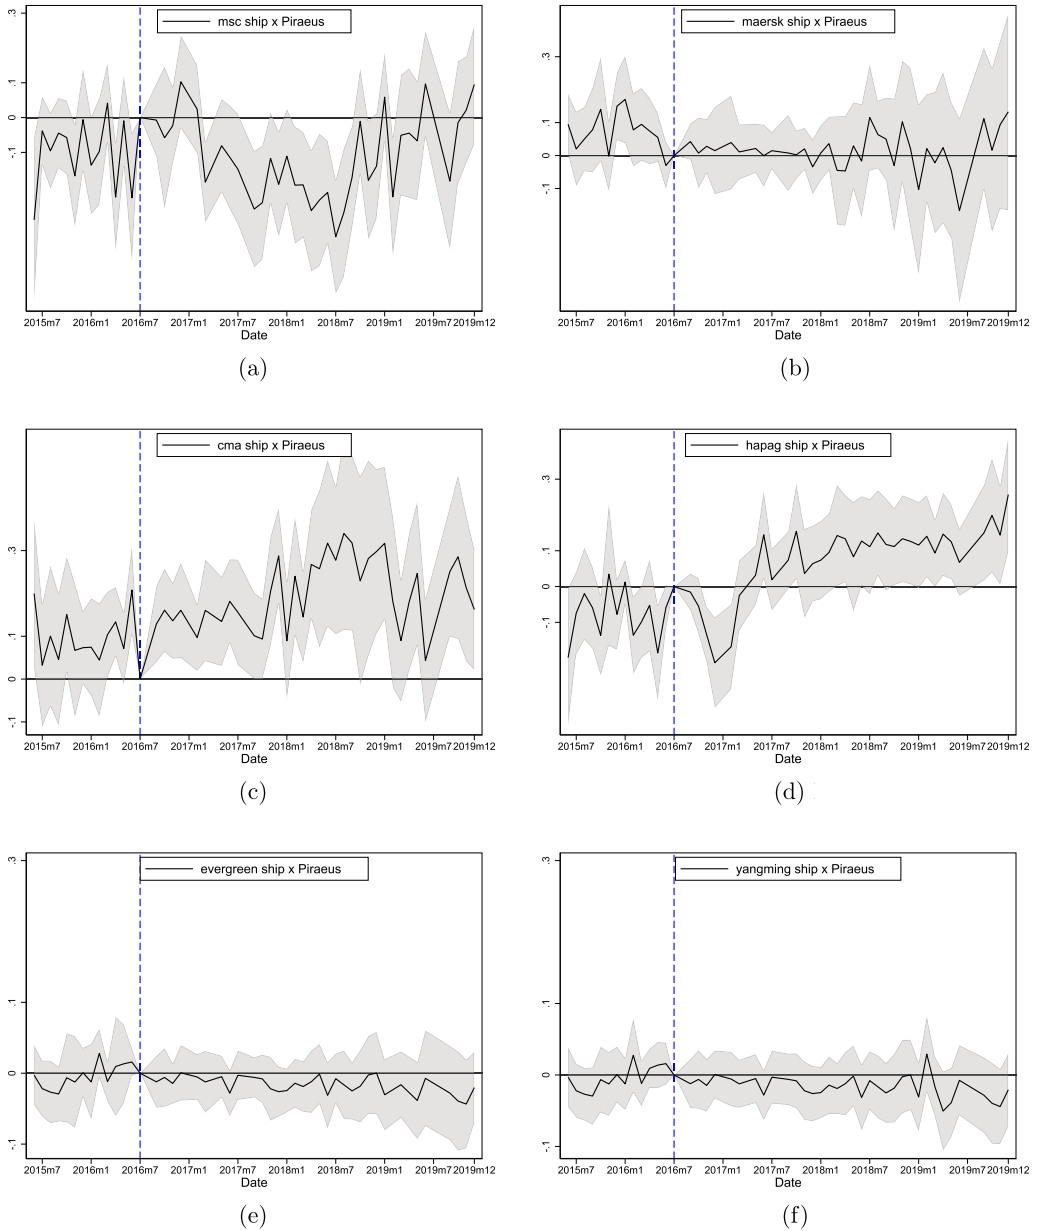 msc ship x Piraeus
.3
.1
0
-.1
2015m7 2016m1 2016m7 2017m1 2017m7 2018m1 2018m7 2019m1 2019m7 2019m12
Date
(a)
maersk ship x Piraeus
.3
.1
0
-.1
2015m7 2016m1 2016m7 2017m1 2017m7 2018m1 2018m7 2019m1 2019m7 2019m12
Date
(b)
cma ship x Piraeus
.3
.1
0
-.1
2015m7 2016m1 2016m7 2017m1 2017m7 2018m1 2018m7 2019m1 2019m7 2019m12
Date
(c)
hapag ship x Piraeus
.3
.1
0
-.1
2015m7 2016m1 2016m7 2017m1 2017m7 2018m1 2018m7 2019m1 2019m7 2019m12
Date
(d)
evergreen ship x Piraeus
.3
.1
0
-.1
2015m7 2016m1 2016m7 2017m1 2017m7 2018m1 2018m7 2019m1 2019m7 2019m12
Date
(e)
yangming ship x Piraeus
.3
.1
0
-.1
2015m7 2016m1 2016m7 2017m1 2017m7 2018m1 2018m7 2019m1 2019m7 2019m12
Date
(f)